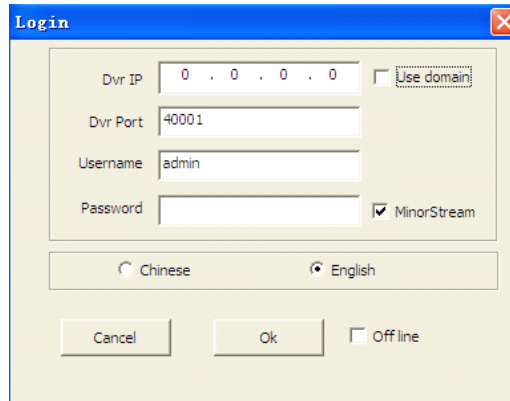 Login
Dvr IP 0 . 0 . 0 . 0 Use domain
Dvr Port 40001
Username admin
Password MinorStream
Chinese English
Cancel Ok Off line